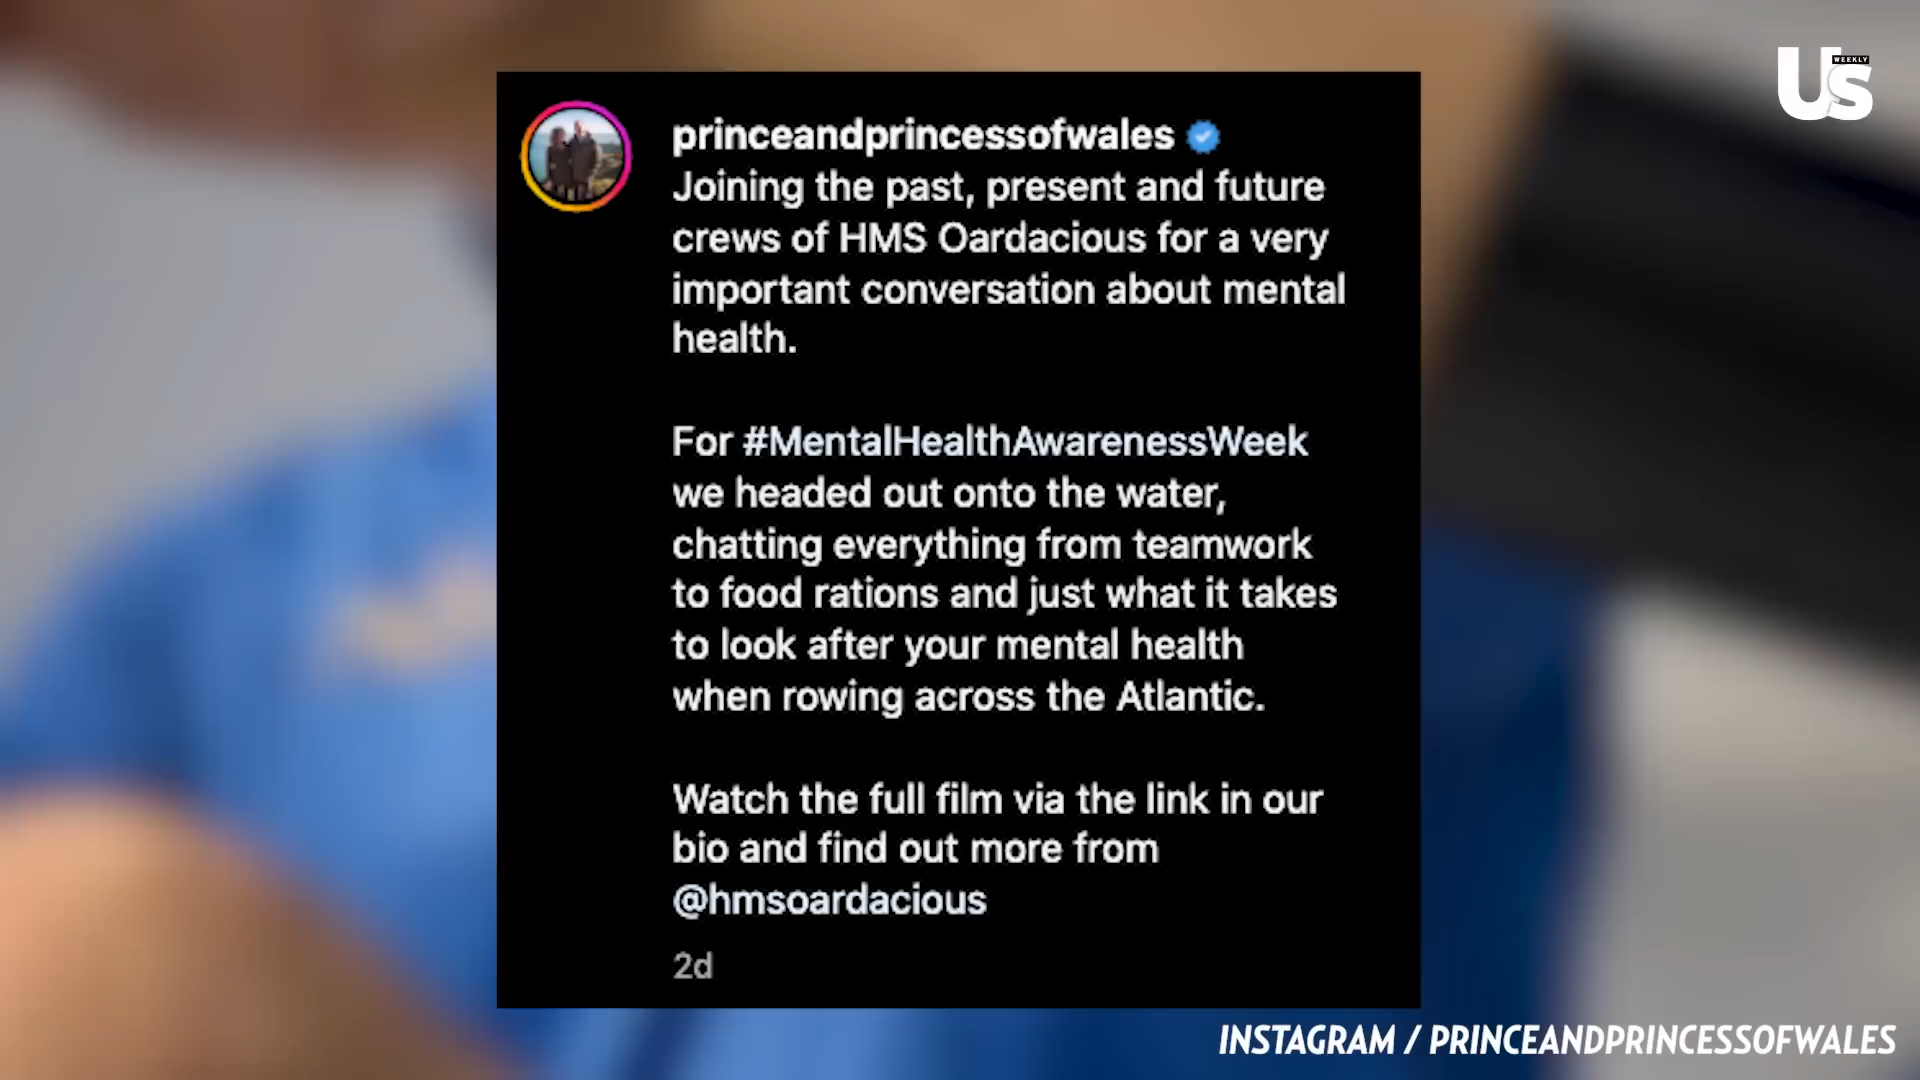 Us
WEEKLY
princeandprincessofwales
Joining the past, present and future
crews of HMS Oardacious for a very
important conversation about mental
health.
For #MentalHealthAwarenessWeek
we headed out onto the water,
chatting everything from teamwork
to food rations and just what it takes
to look after your mental health
when rowing across the Atlantic.
Watch the full film via the link in our
bio and find out more from
@hmsoardacious
2d
INSTAGRAM / PRINCEANDPRINCESSOFWALES